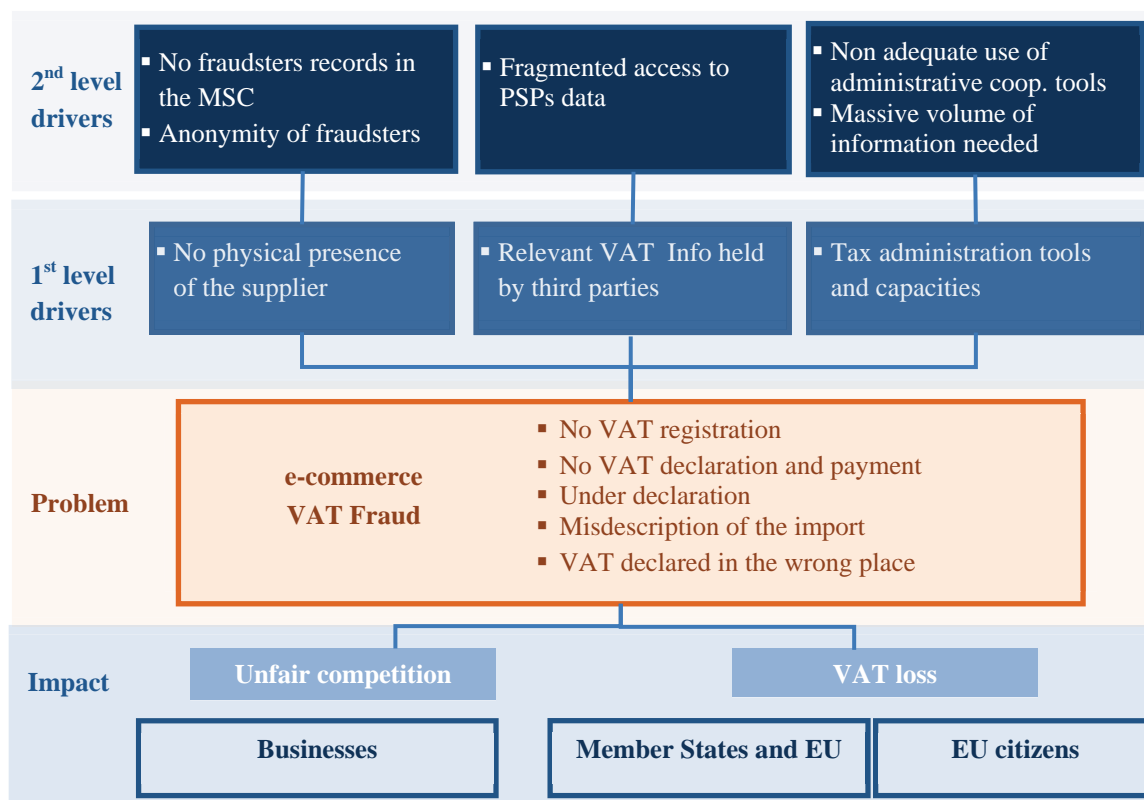 2nd level
drivers
▪ No fraudsters records in
the MSC
▪ Anonymity of fraudsters
▪ Fragmented access to
PSPs data
▪ Non adequate use of
administrative coop. tools
▪ Massive volume of
information needed
1st level
drivers
▪ No physical presence
of the supplier
▪ Relevant VAT Info held
by third parties
▪ Tax administration tools
and capacities
Problem
e-commerce
VAT Fraud
▪ No VAT registration
▪ No VAT declaration and payment
▪ Under declaration
▪ Misdescription of the import
▪ VAT declared in the wrong place
Impact
Unfair competition
VAT loss
Businesses
Member States and EU
EU citizens